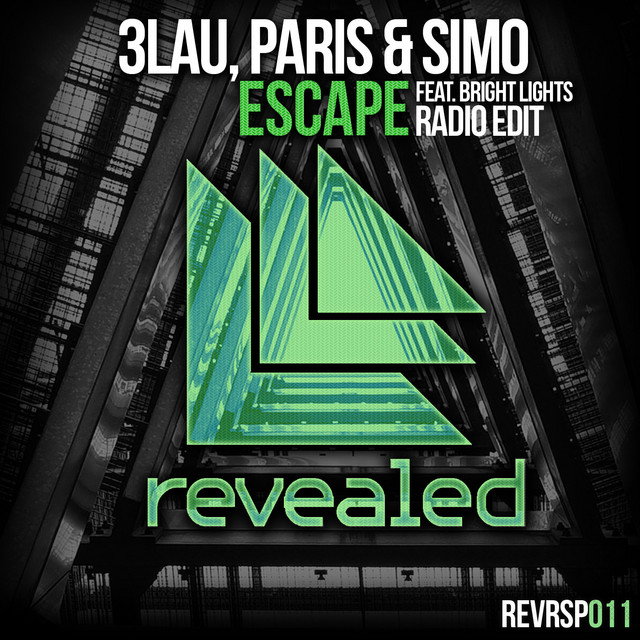 3LAU, PARIS & SIMO
ESCAPE FEAT. BRIGHT LIGHTS
RADIO EDIT
revealed
REVRSP011